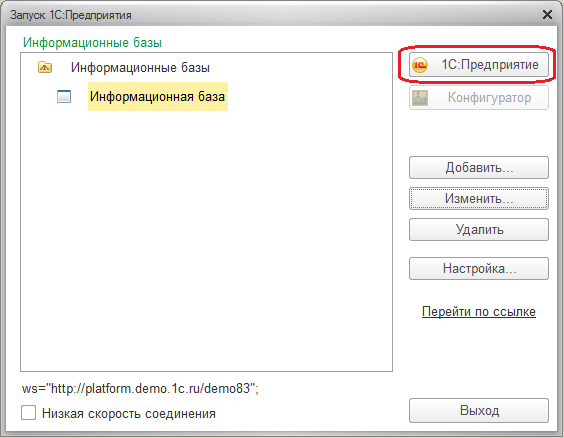 Запуск 1С:Предприятия
Информационные базы
Информационные базы
Информационная база
1С:Предприятие
Конфигуратор
Добавить...
Изменить...
Удалить
Настройка...
Перейти по ссылке
ws="http://platform.demo.1c.ru/demo83";
Низкая скорость соединения
Выход